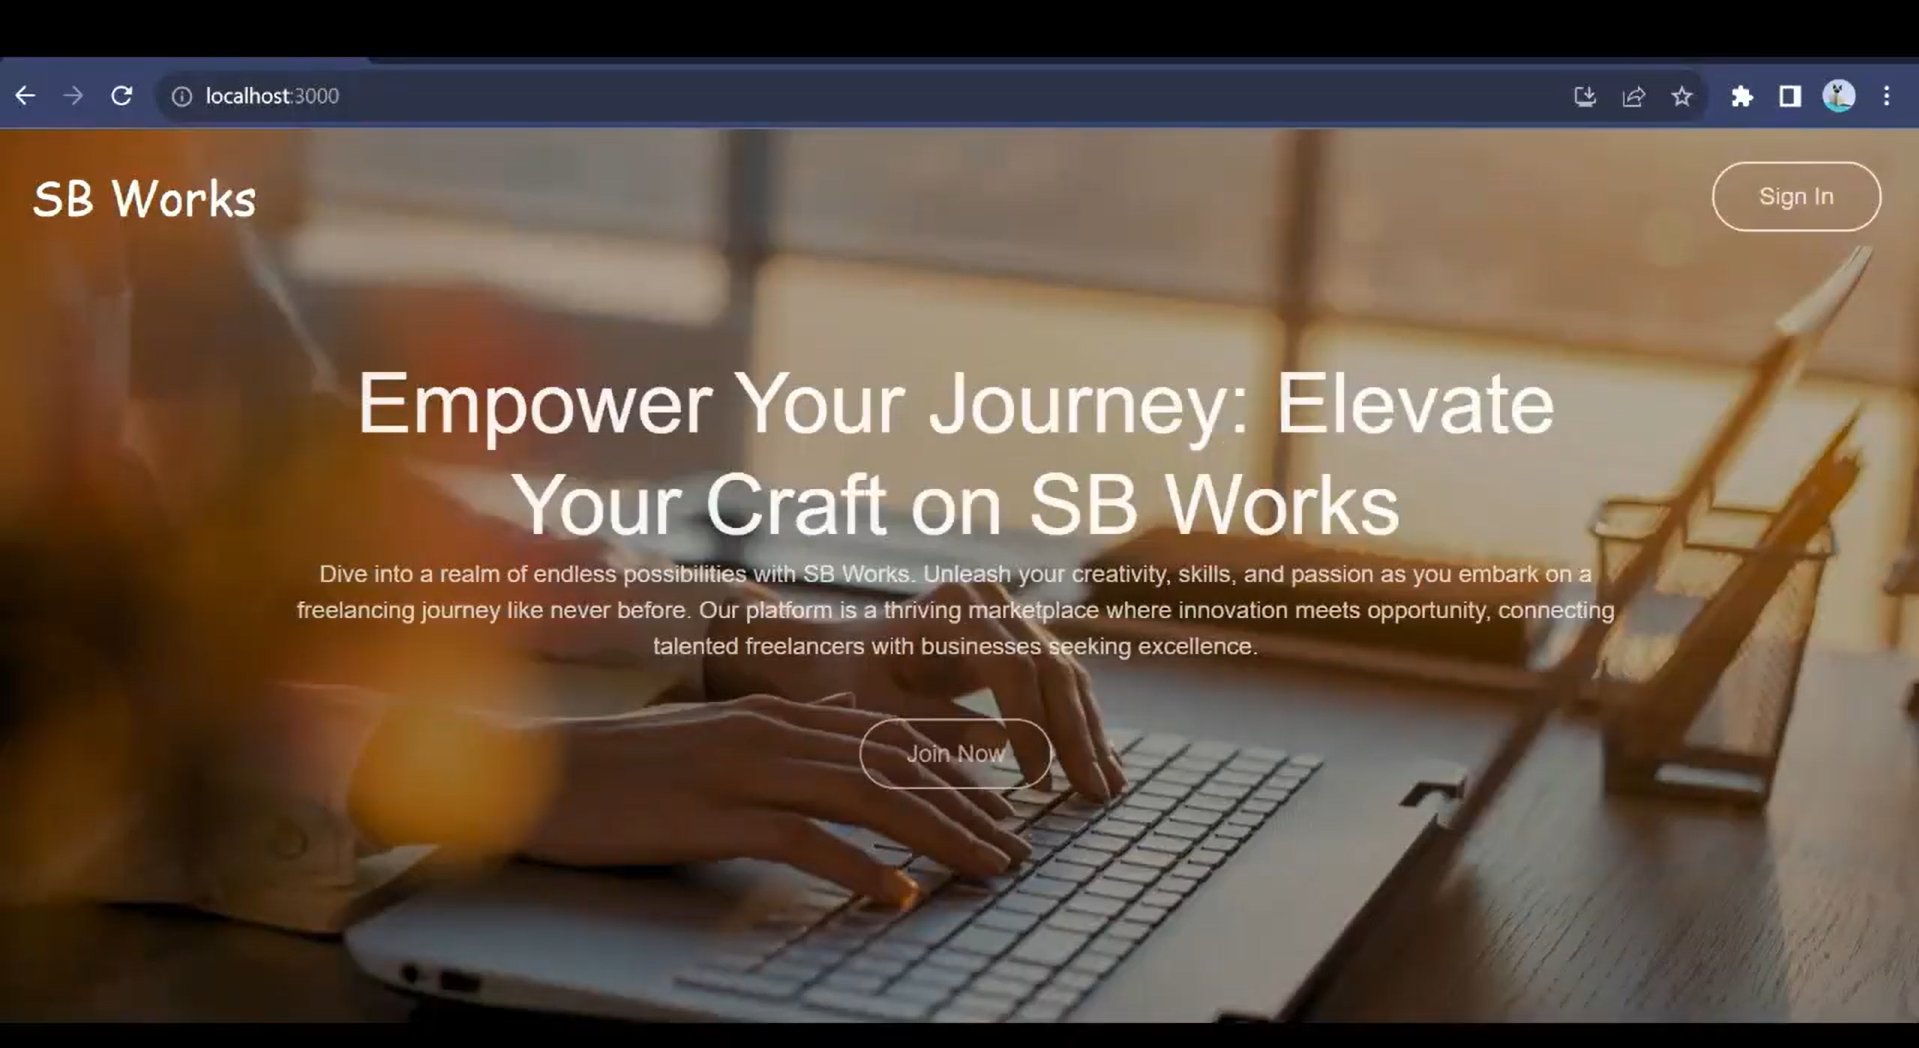 localhost:3000
SB Works
Sign In
Empower Your Journey: Elevate
Your Craft on SB Works
Dive into a realm of endless possibilities with SB Works. Unleash your creativity, skills, and passion as you embark on a
freelancing journey like never before. Our platform is a thriving marketplace where innovation meets opportunity, connecting
talented freelancers with businesses seeking excellence.
Join Now